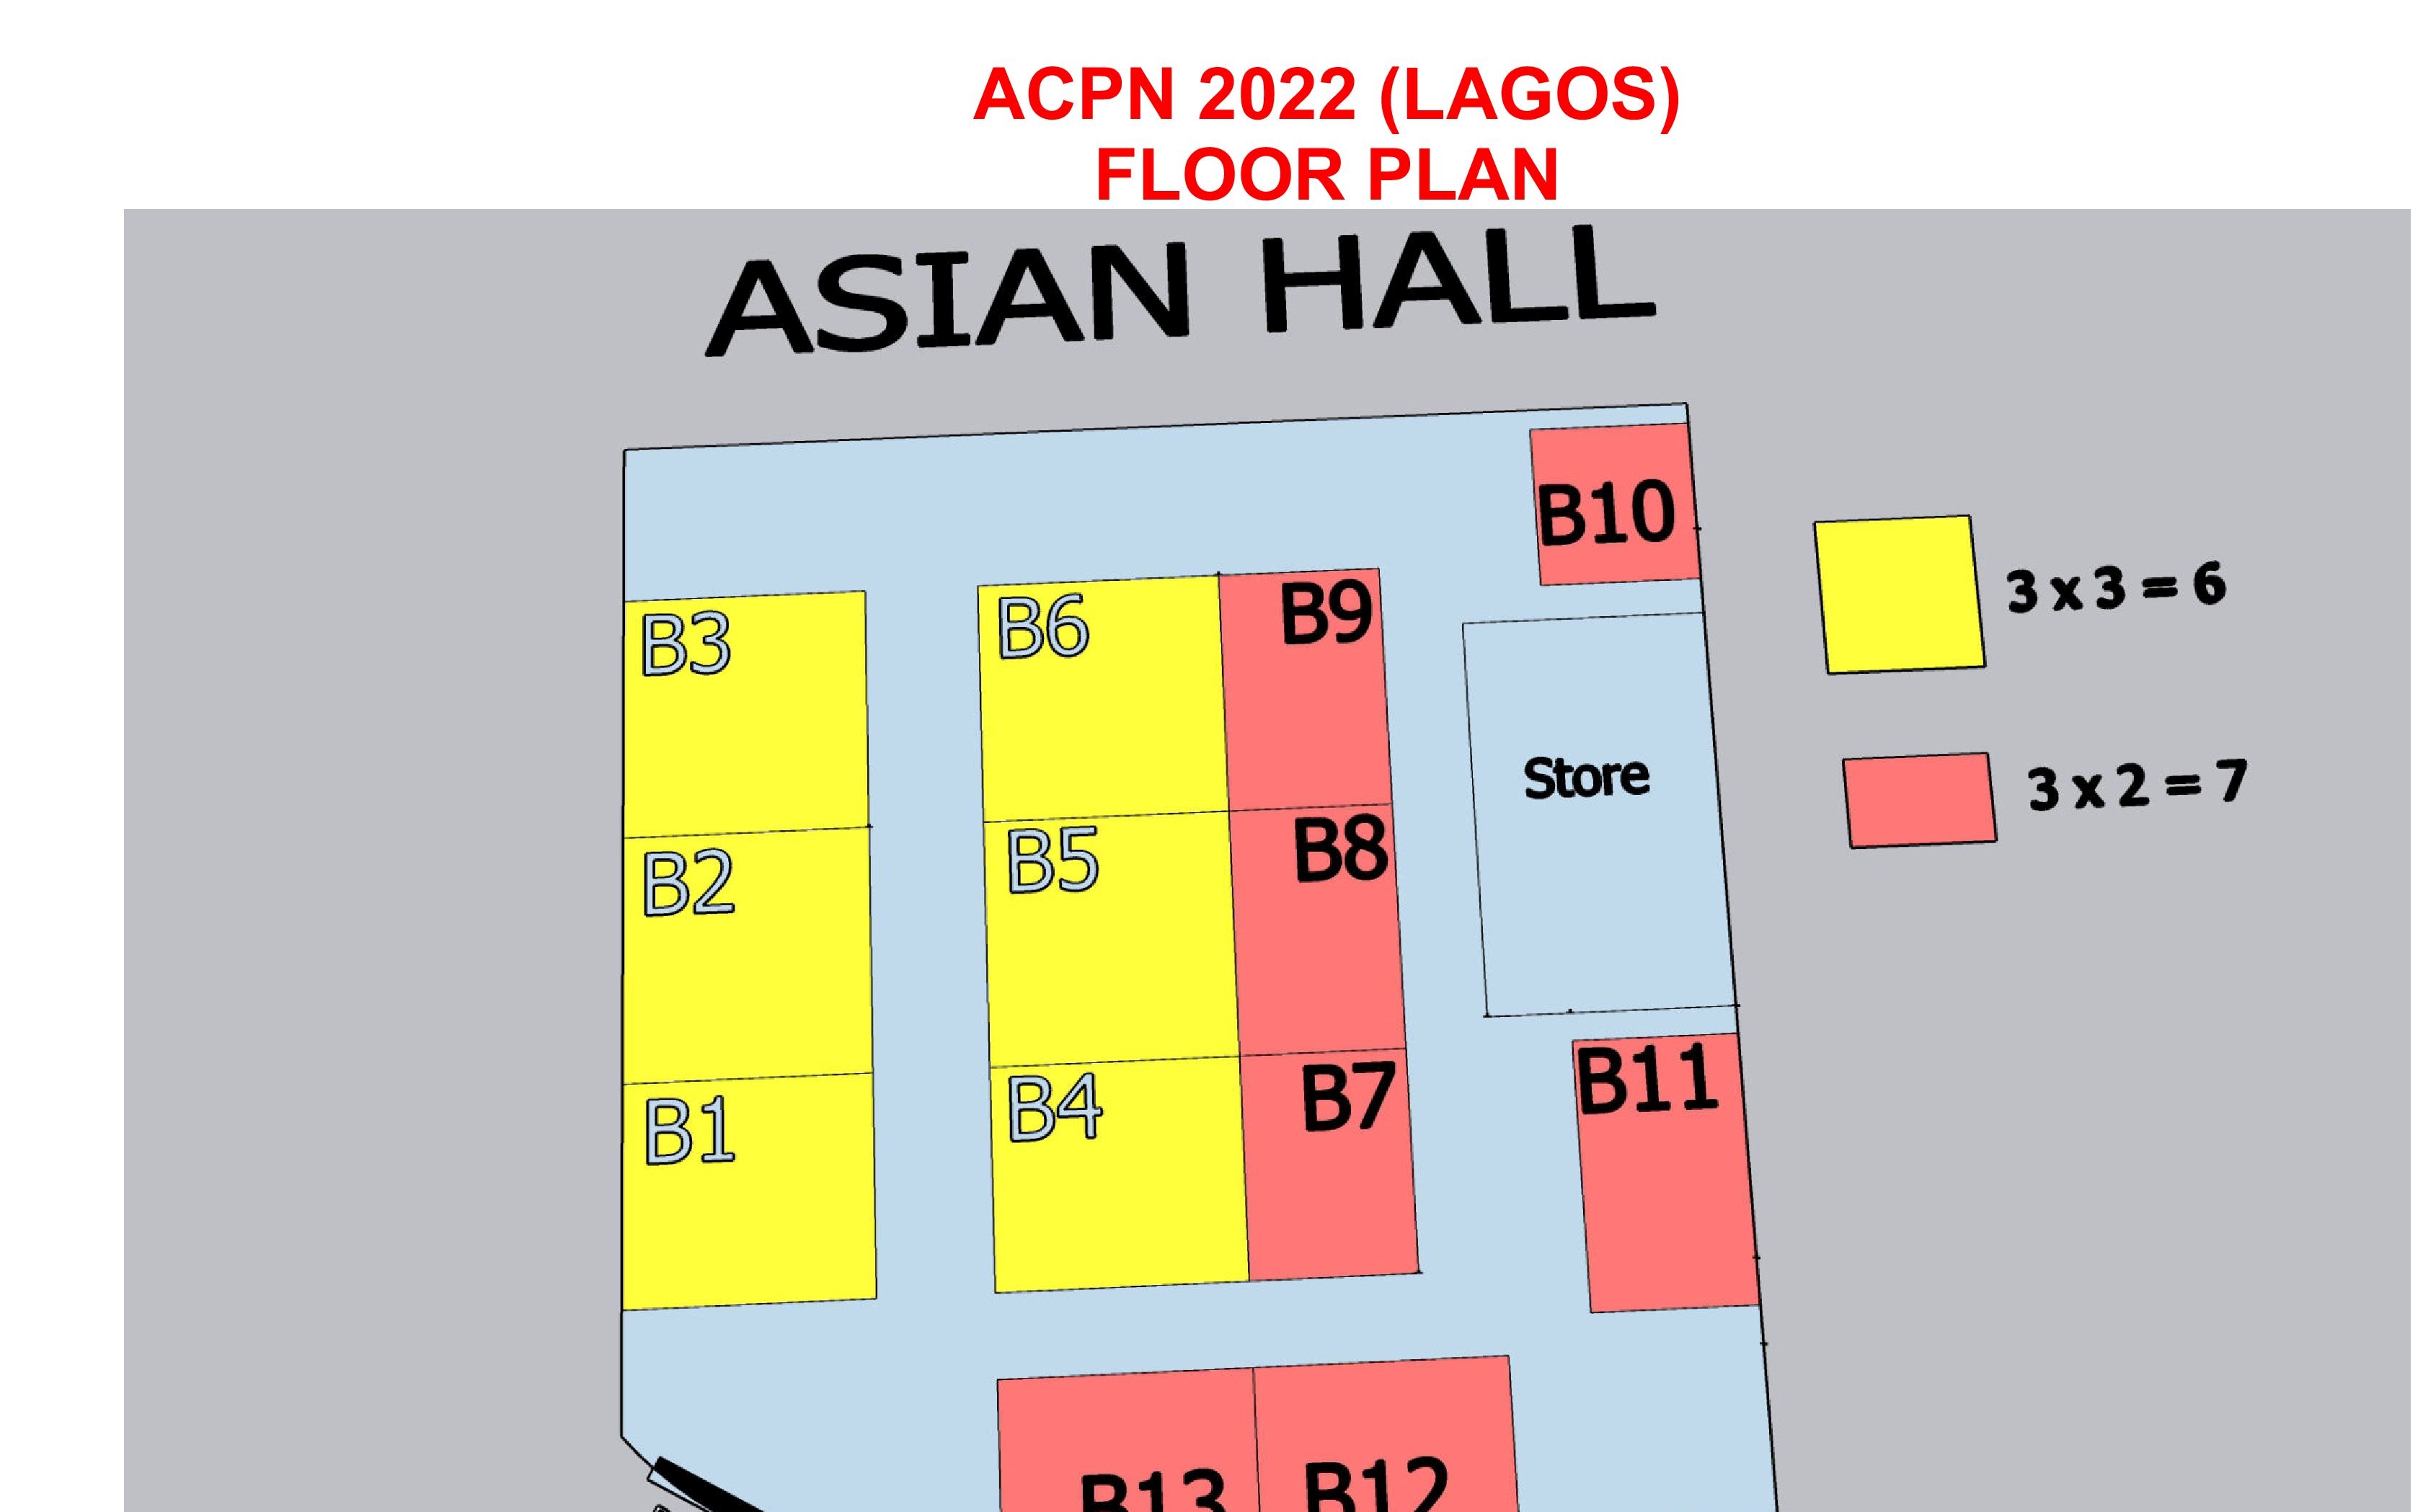 ACPN 2022 (LAGOS)
FLOOR PLAN
ASIAN HALL
B10
3 x 3 = 6
B3
B6
B9
Store
3 x 2 = 7
B2
B5
B8
B1
B4
B7
B11
B13
B12